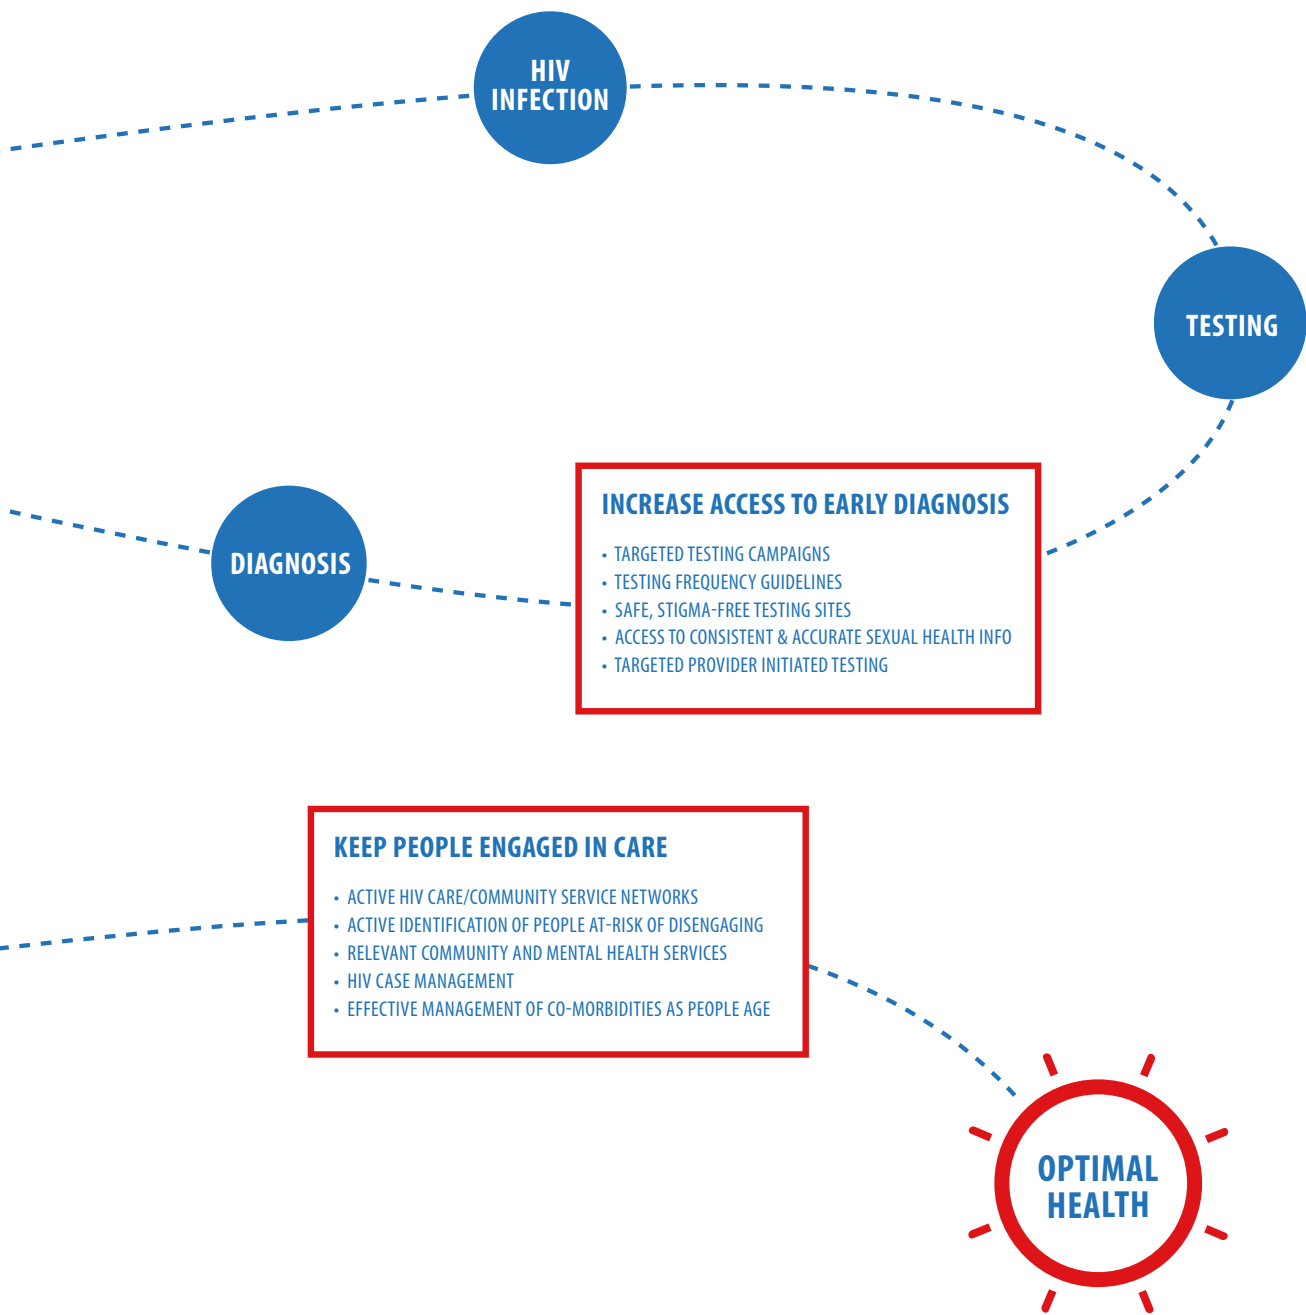 HIV
INFECTION
TESTING
INCREASE ACCESS TO EARLY DIAGNOSIS
• TARGETED TESTING CAMPAIGNS
• TESTING FREQUENCY GUIDELINES
• SAFE, STIGMA-FREE TESTING SITES
• ACCESS TO CONSISTENT & ACCURATE SEXUAL HEALTH INFO
• TARGETED PROVIDER INITIATED TESTING
DIAGNOSIS
KEEP PEOPLE ENGAGED IN CARE
• ACTIVE HIV CARE/COMMUNITY SERVICE NETWORKS
• ACTIVE IDENTIFICATION OF PEOPLE AT-RISK OF DISENGAGING
• RELEVANT COMMUNITY AND MENTAL HEALTH SERVICES
• HIV CASE MANAGEMENT
• EFFECTIVE MANAGEMENT OF CO-MORBIDITIES AS PEOPLE AGE
OPTIMAL
HEALTH